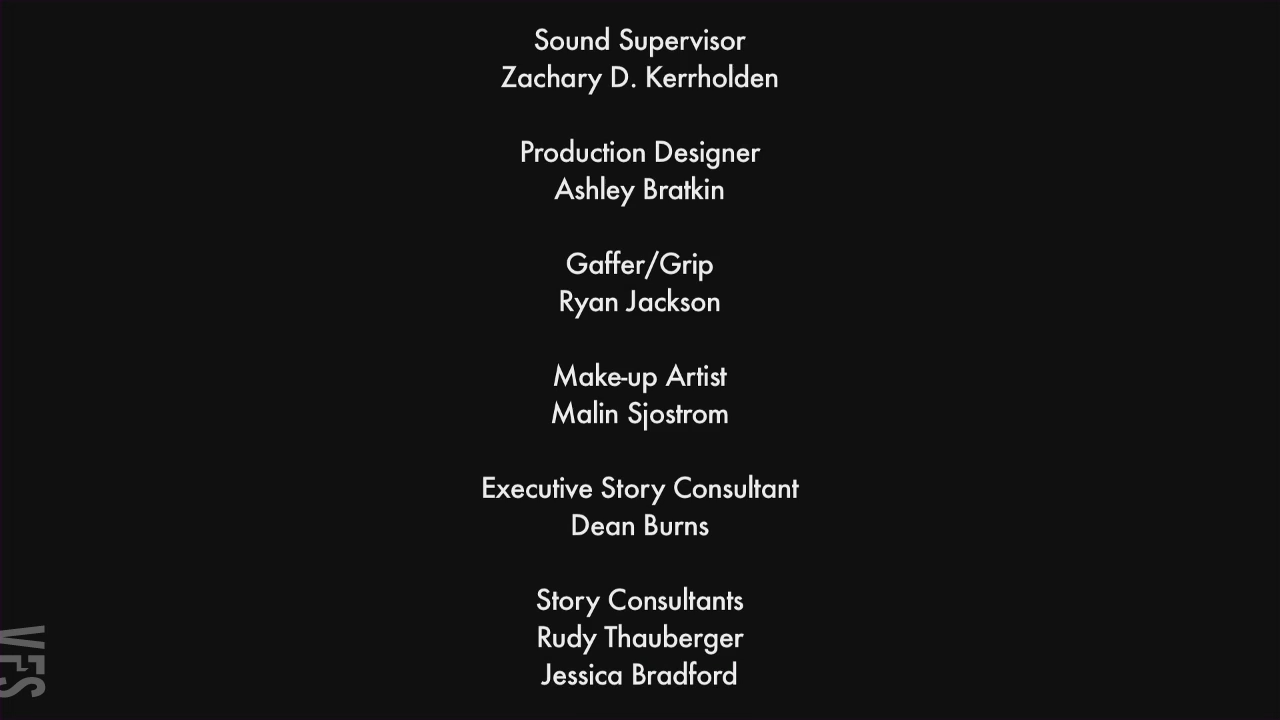 Sound Supervisor
Zachary D. Kerrholden
Production Designer
Ashley Bratkin
Gaffer/Grip
Ryan Jackson
Make-up Artist
Malin Sjostrom
Executive Story Consultant
Dean Burns
Story Consultants
Rudy Thauberger
Jessica Bradford
VFS